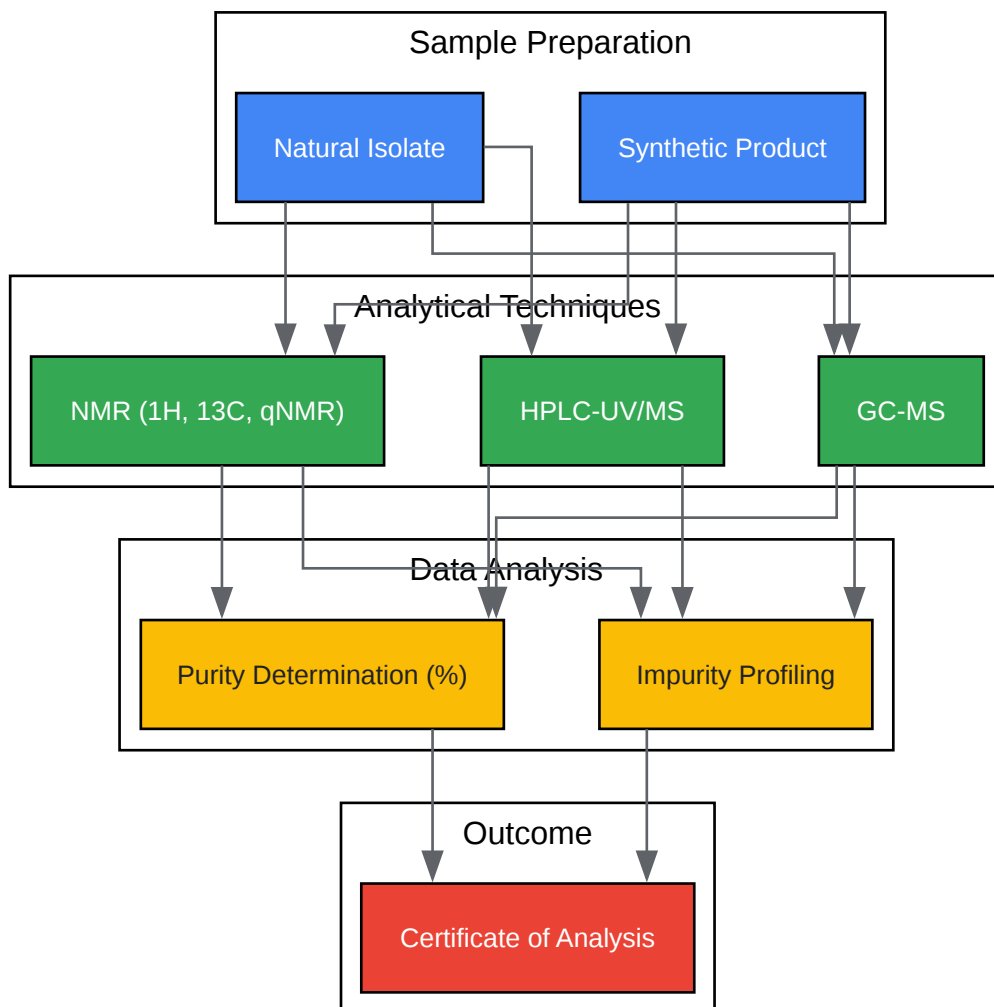 Sample Preparation
Natural Isolate
Synthetic Product
Analytical Techniques
NMR (1H, 13C, qNMR)
HPLC-UV/MS
GC-MS
Data Analysis
Purity Determination (%)
Impurity Profiling
Outcome
Certificate of Analysis